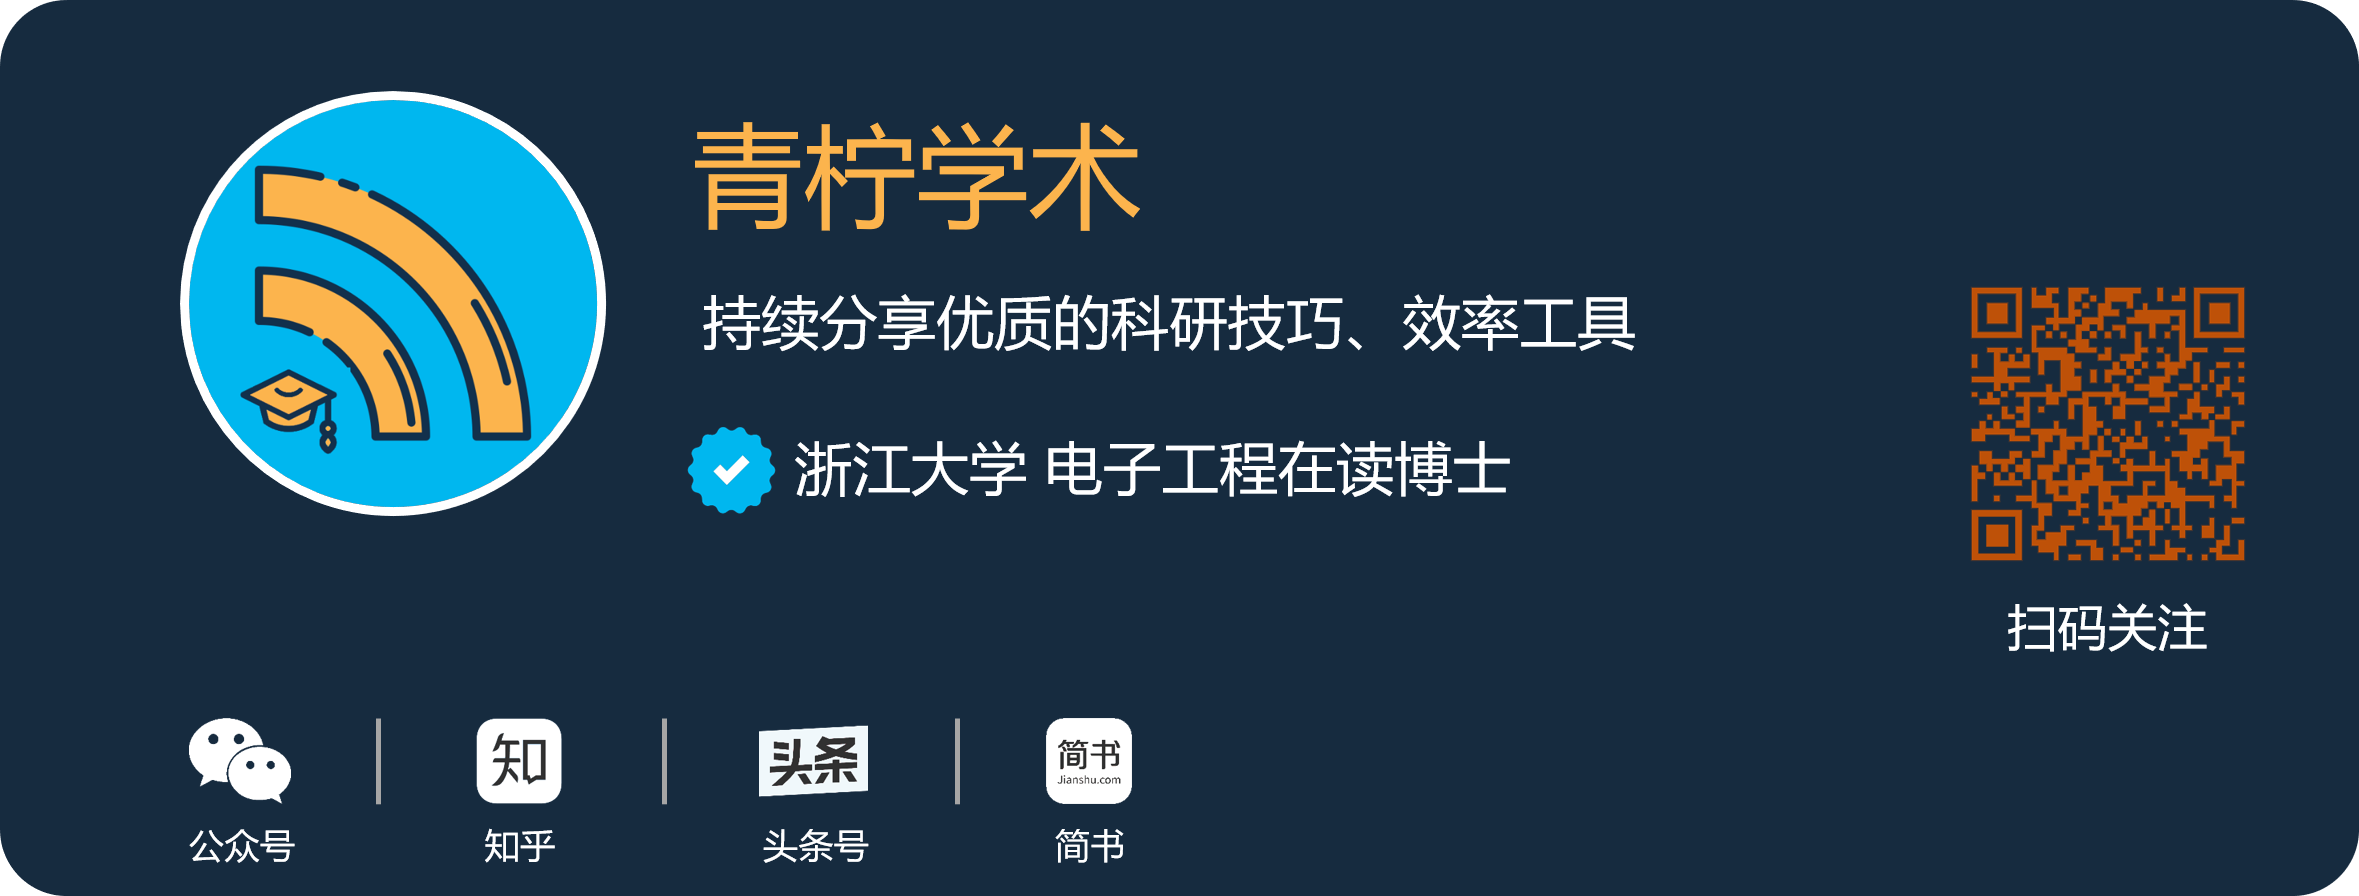 青柠学术
持续分享优质的科研技巧、效率工具
浙江大学 电子工程在读博士
扫码关注
知
头条
简书
Jianshu.com
公众号
知乎
头条号
简书